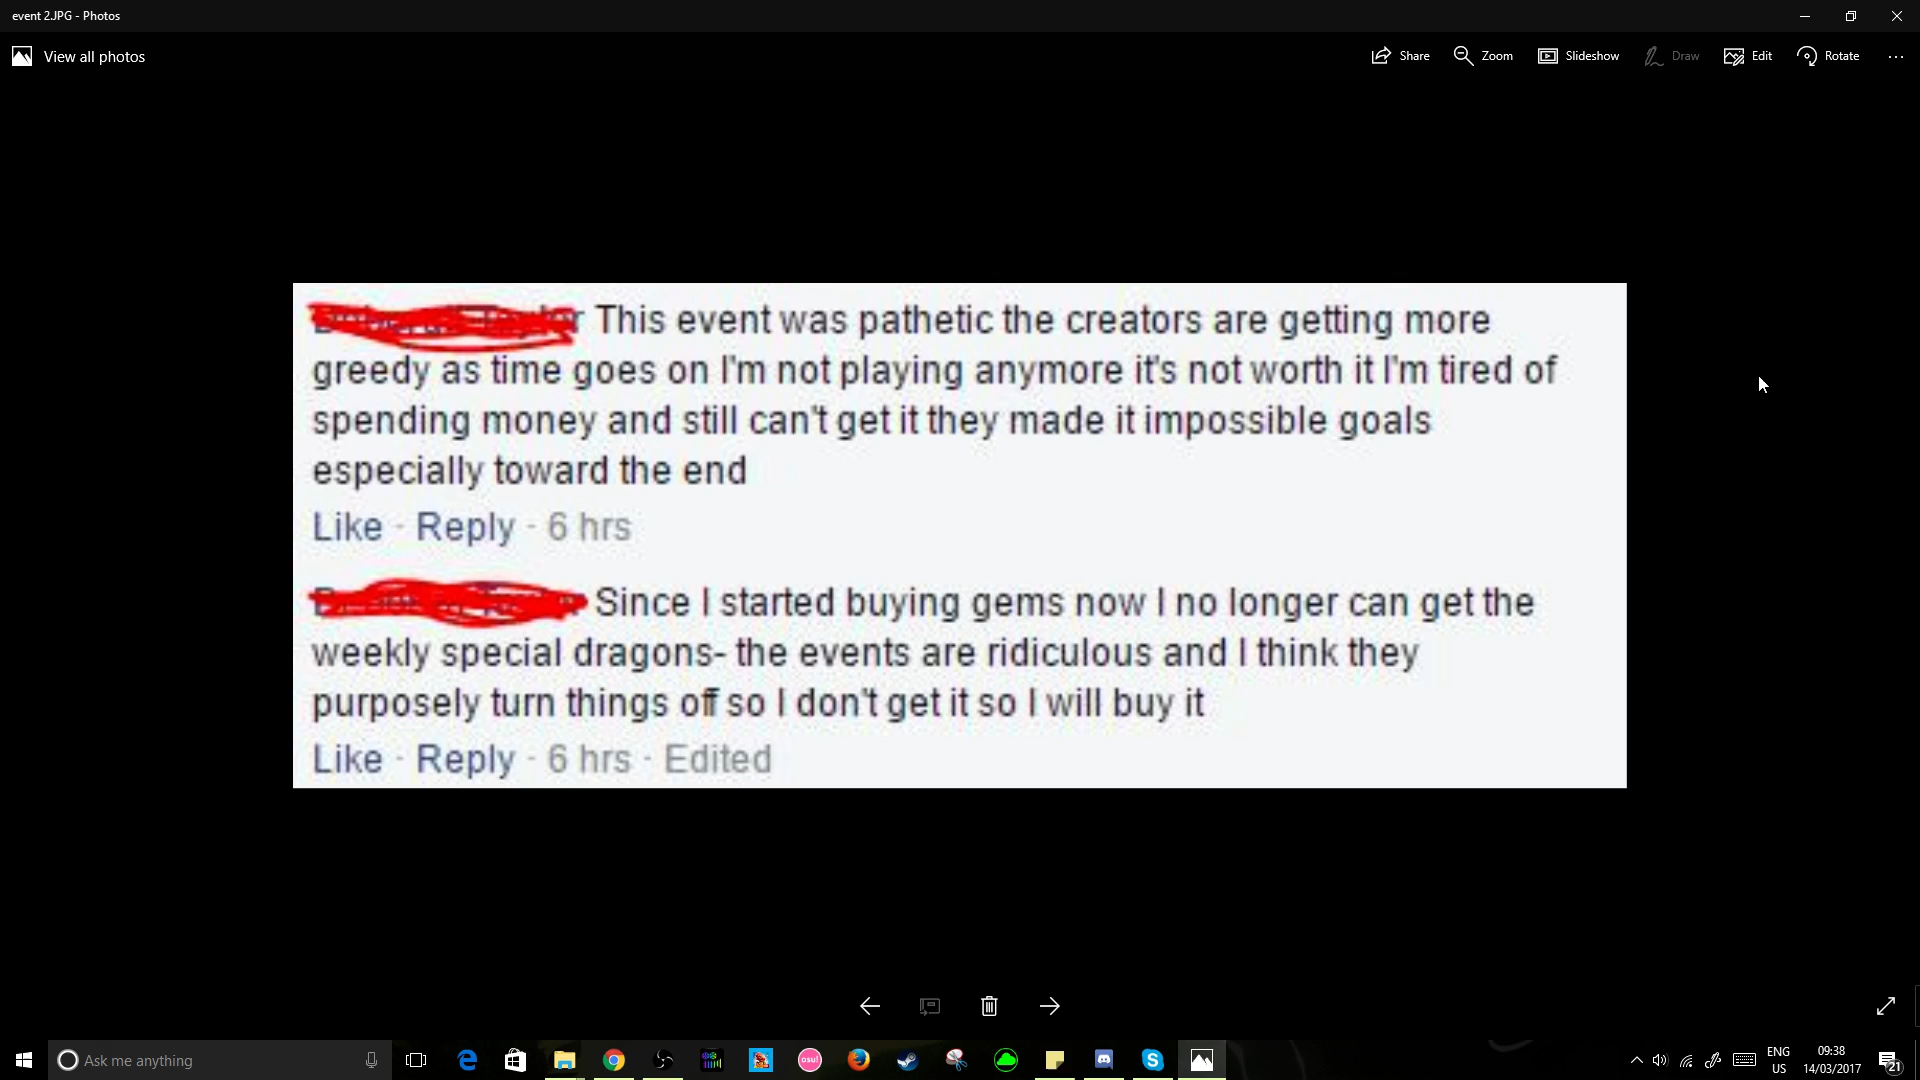 event 2.JPG - Photos
View all photos
Share
Zoom
Slideshow
Draw
Edit
Rotate
This event was pathetic the creators are getting more
greedy as time goes on I'm not playing anymore it's not worth it I'm tired of
spending money and still can't get it they made it impossible goals
especially toward the end
Like · Reply · 6 hrs
Since I started buying gems now I no longer can get the
weekly special dragons- the events are ridiculous and I think they
purposely turn things off so I don't get it so I will buy it
Like · Reply · 6 hrs · Edited
Ask me anything
osu!
ENG
US
09:38
14/03/2017
21